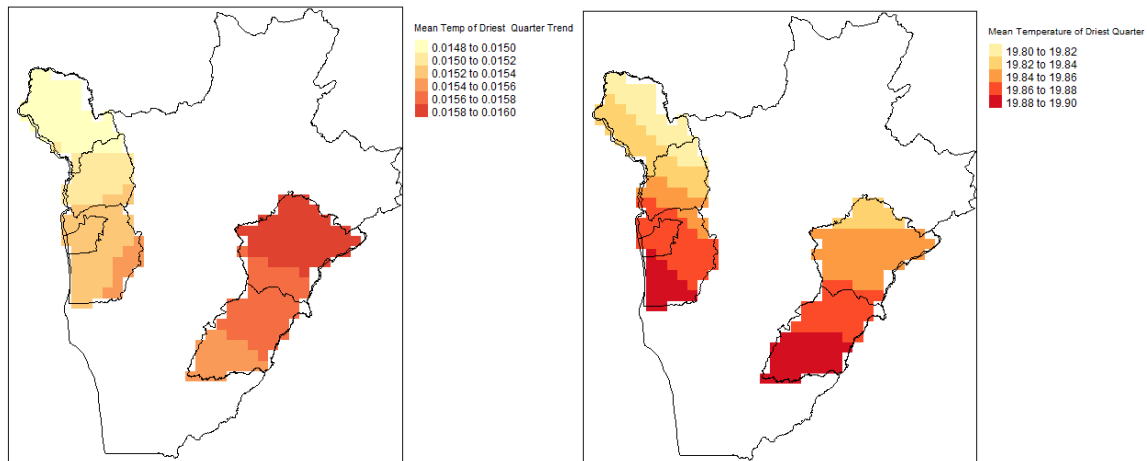 Mean Temp of Driest Quarter Trend
0.0148 to 0.0150
0.0150 to 0.0152
0.0152 to 0.0154
0.0154 to 0.0156
0.0156 to 0.0158
0.0158 to 0.0160
Mean Temperature of Driest Quarter
19.80 to 19.82
19.82 to 19.84
19.84 to 19.86
19.86 to 19.88
19.88 to 19.90